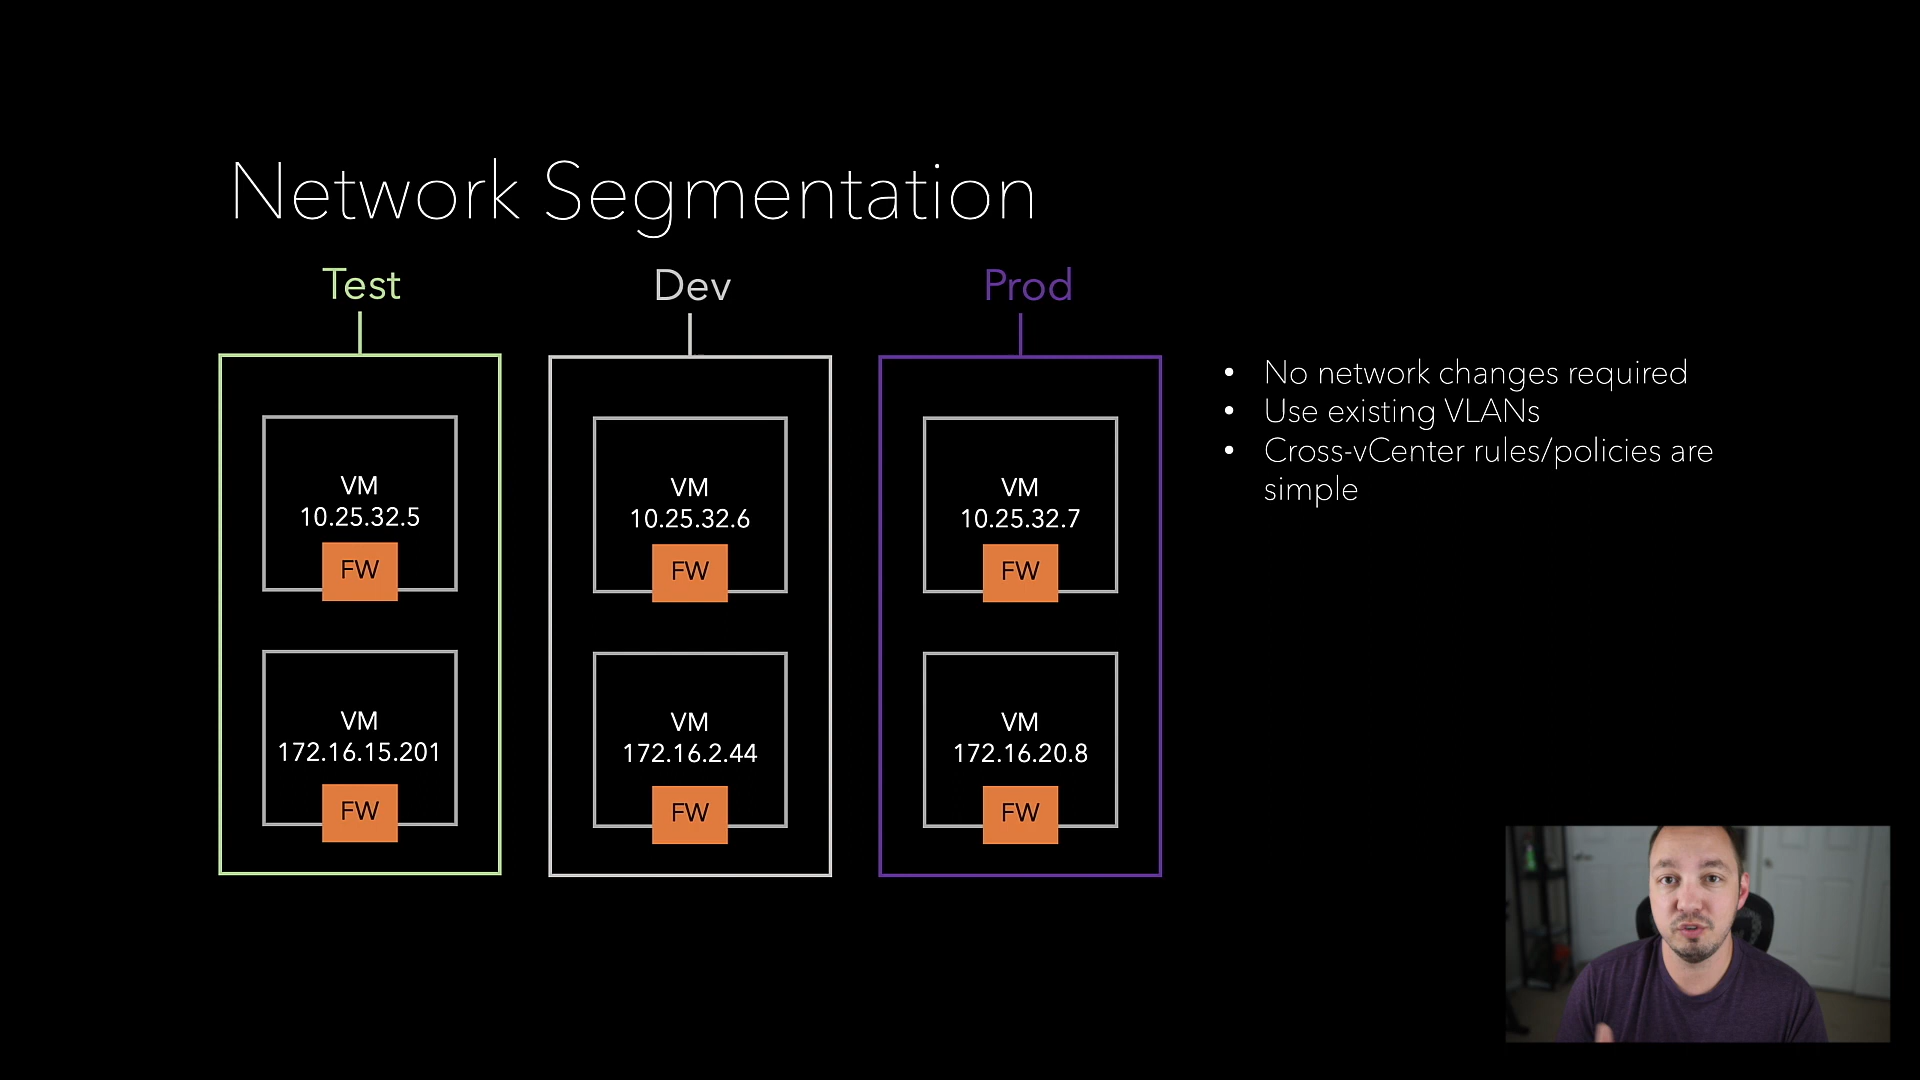 Network Segmentation
Test
Dev
Prod
VM
10.25.32.5
FW
VM
10.25.32.6
FW
VM
10.25.32.7
FW
VM
172.16.15.201
FW
VM
172.16.2.44
FW
VM
172.16.20.8
FW
• No network changes required
• Use existing VLANs
• Cross-vCenter rules/policies are
simple